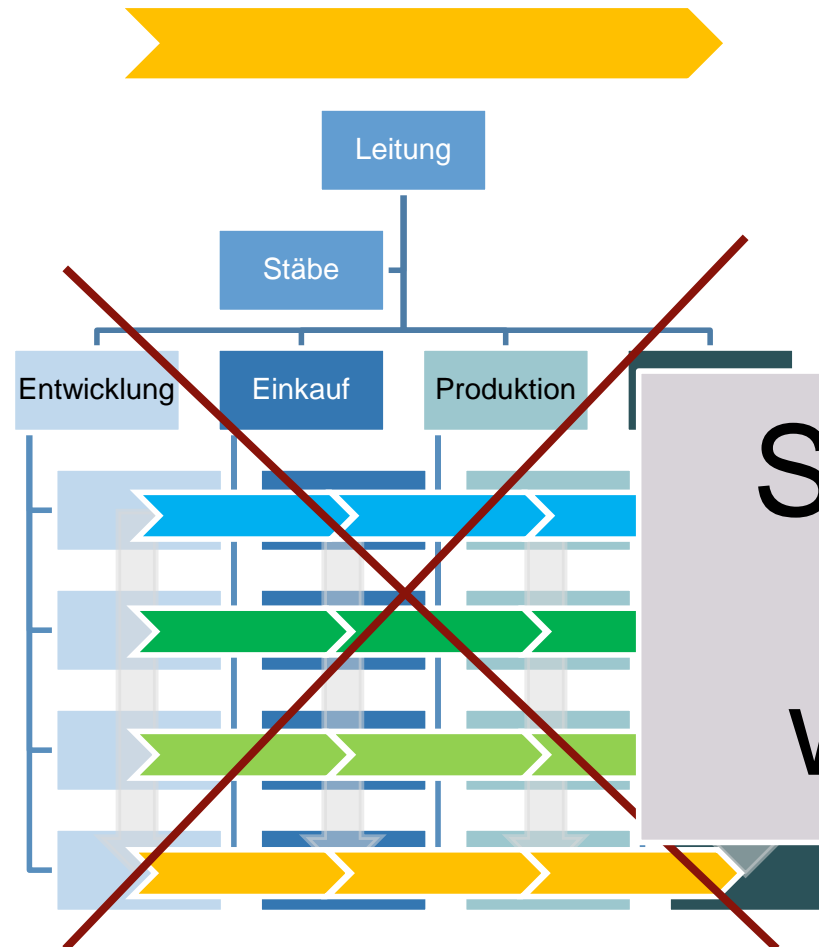 Leitung
Stäbe
Entwicklung
Einkauf
Produktion
S